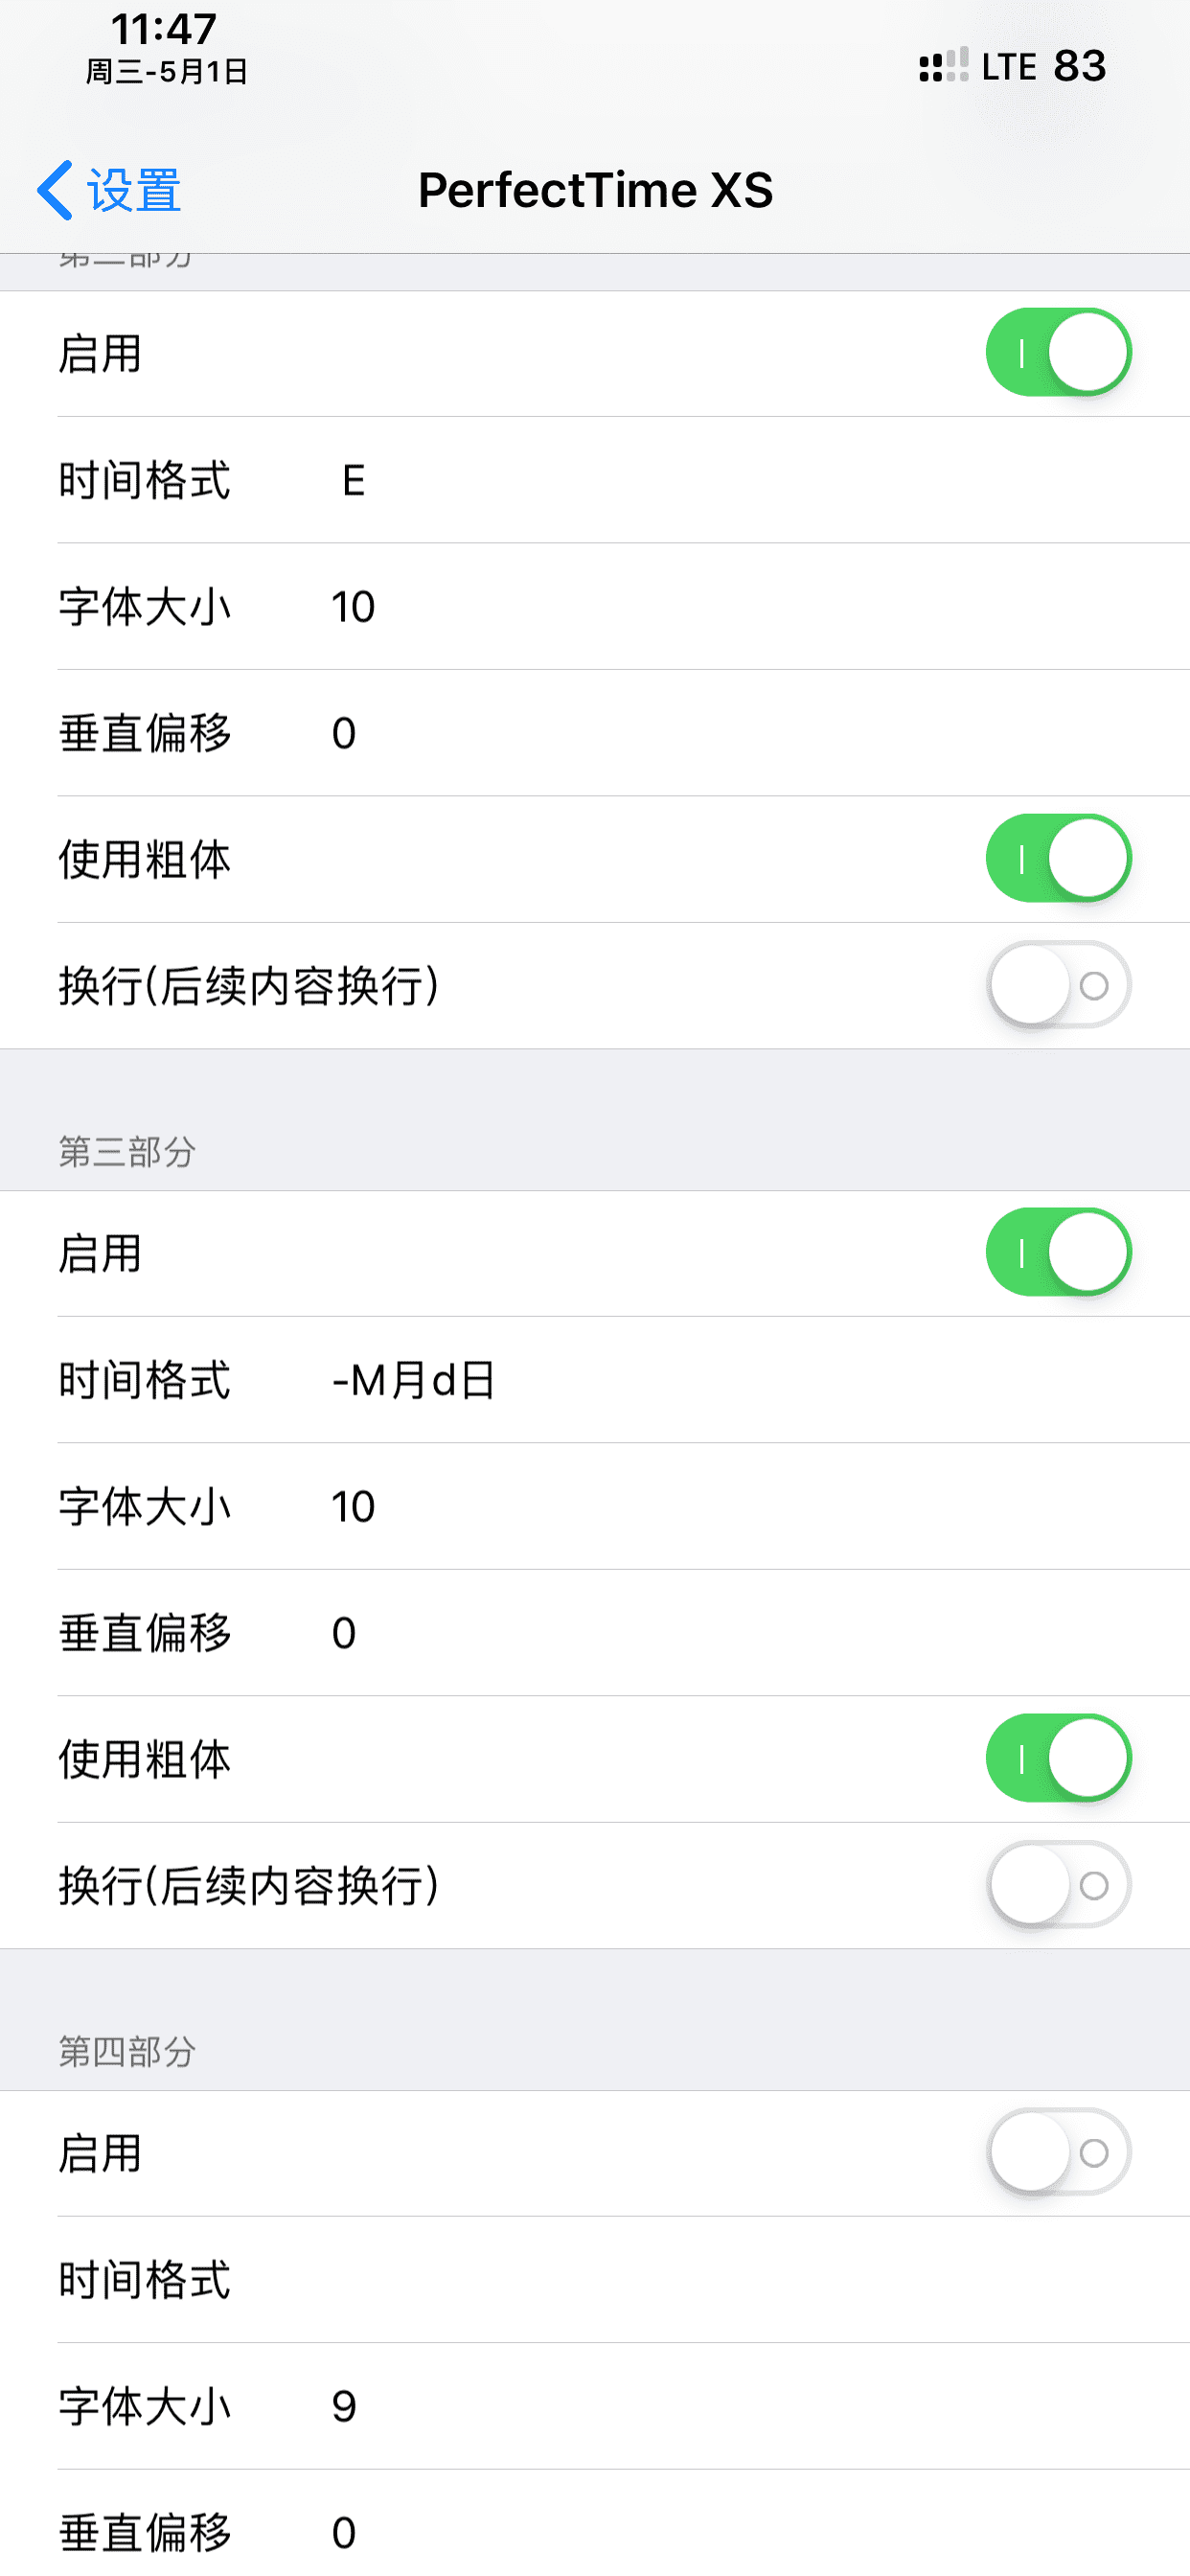 11:47
周三-5月1日
LTE 83
设置
PerfectTime XS
启用
时间格式 E
字体大小 10
垂直偏移 0
使用粗体
换行(后续内容换行)
第三部分
启用
时间格式 -M月d日
字体大小 10
垂直偏移 0
使用粗体
换行(后续内容换行)
第四部分
启用
时间格式
字体大小 9
垂直偏移 0